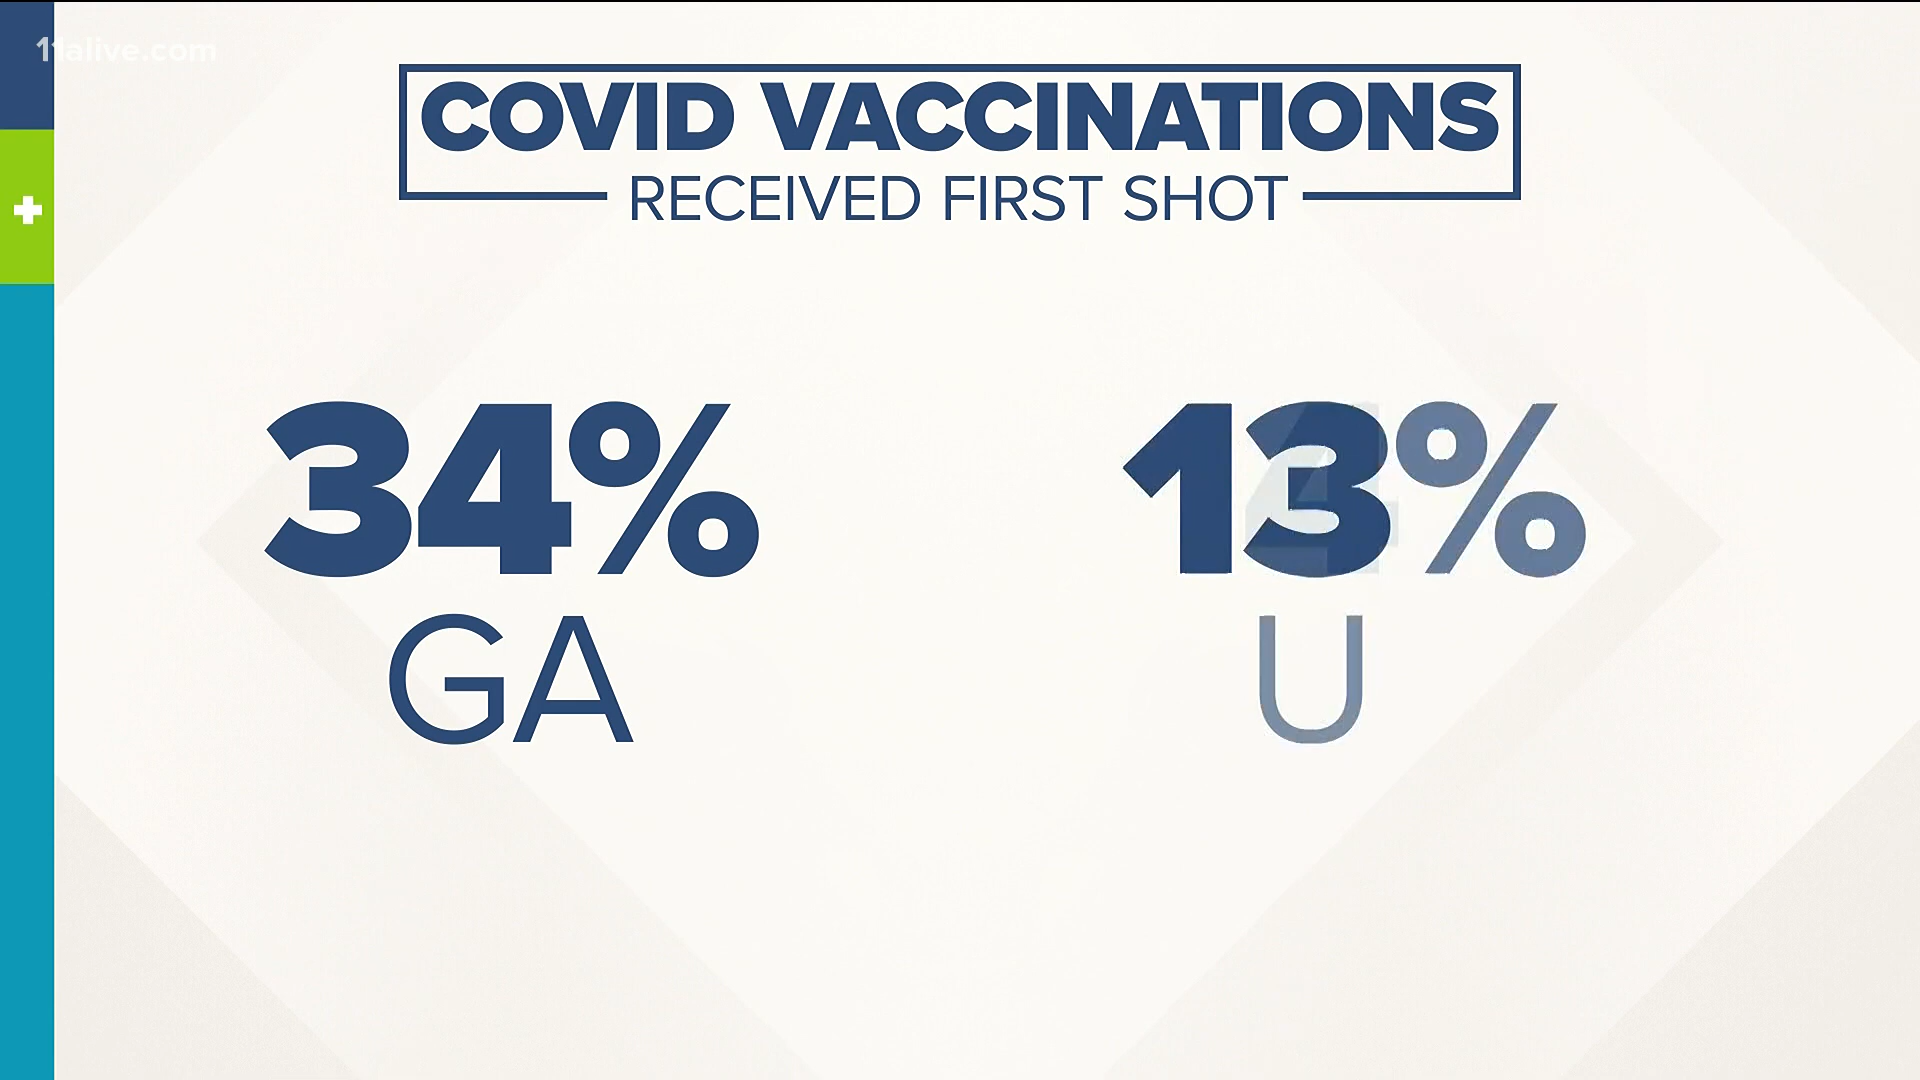 11alive.com
COVID VACCINATIONS
RECEIVED FIRST SHOT
34%
GA
%
U